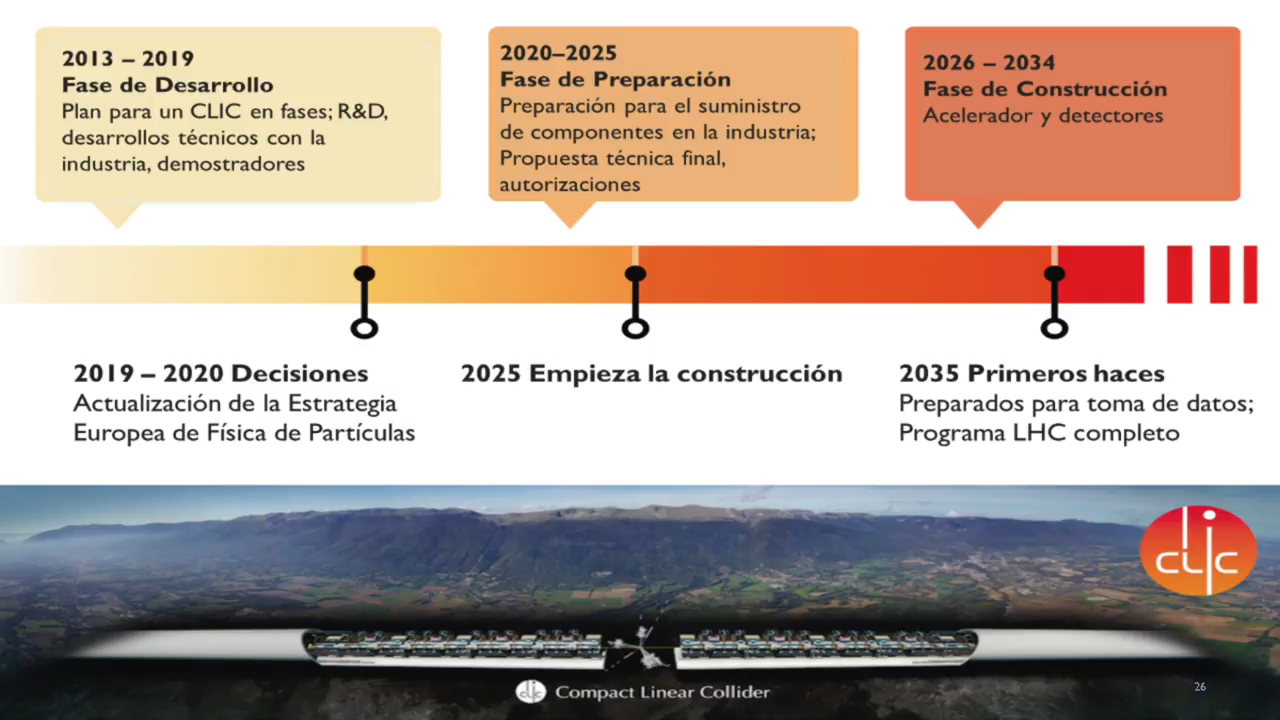 2013 – 2019
Fase de Desarrollo
Plan para un CLIC en fases; R&D,
desarrollos técnicos con la
industria, demostradores
2020–2025
Fase de Preparación
Preparación para el suministro
de componentes en la industria;
Propuesta técnica final,
autorizaciones
2026 – 2034
Fase de Construcción
Acelerador y detectores
2019 – 2020 Decisiones
Actualización de la Estrategia
Europea de Física de Partículas
2025 Empieza la construcción
2035 Primeros haces
Preparados para toma de datos;
Programa LHC completo
clic
clic Compact Linear Collider
26